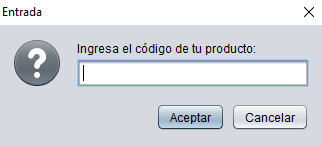 Entrada
Ingresa el código de tu producto:
Aceptar
Cancelar